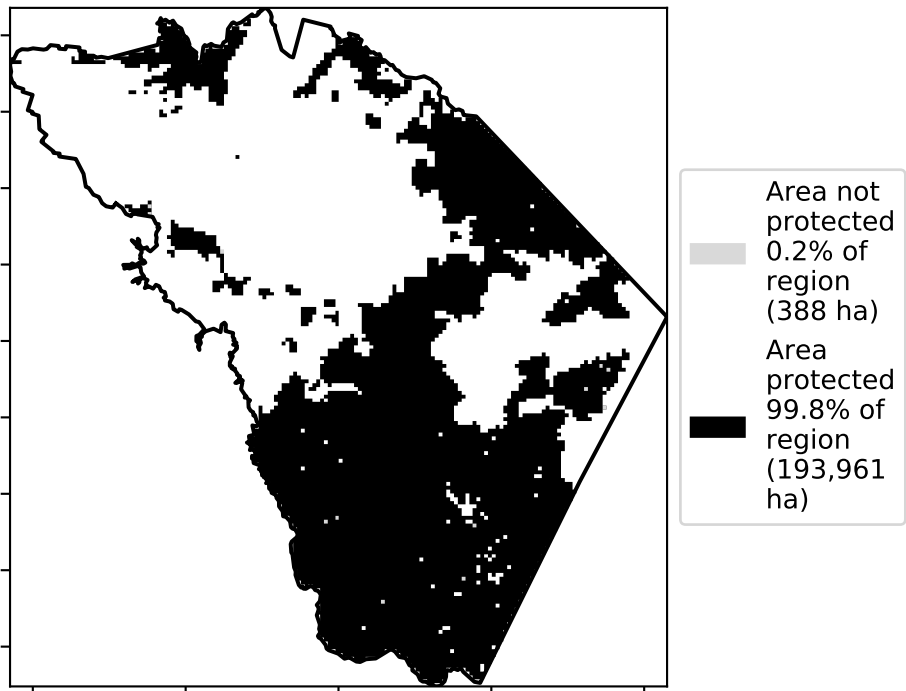 Area not
protected
0.2% of
region
(388 ha)
Area
protected
99.8% of
region
(193,961
ha)